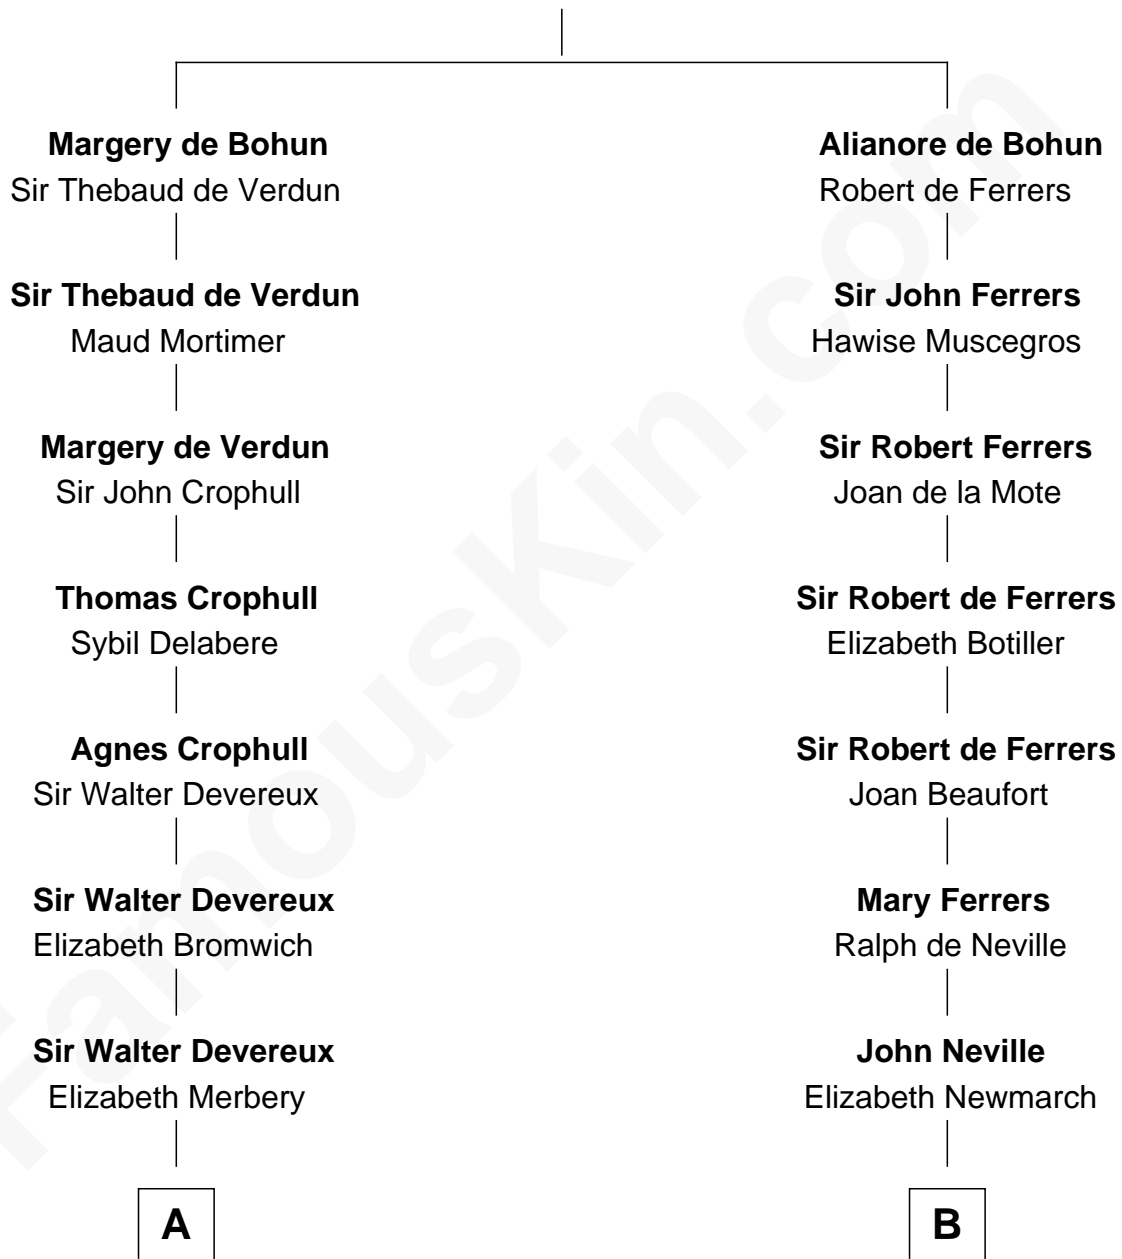 Margery de Bohun
Sir Thebaud de Verdun
Sir Thebaud de Verdun
Maud Mortimer
Margery de Verdun
Sir John Crophull
Thomas Crophull
Sybil Delabere
Agnes Crophull
Sir Walter Devereux
Sir Walter Devereux
Elizabeth Bromwich
Sir Walter Devereux
Elizabeth Merbery
A
Alianore de Bohun
Robert de Ferrers
Sir John Ferrers
Hawise Muscegros
Sir Robert Ferrers
Joan de la Mote
Sir Robert de Ferrers
Elizabeth Botiller
Sir Robert de Ferrers
Joan Beaufort
Mary Ferrers
Ralph de Neville
John Neville
Elizabeth Newmarch
B
FamousKin.com